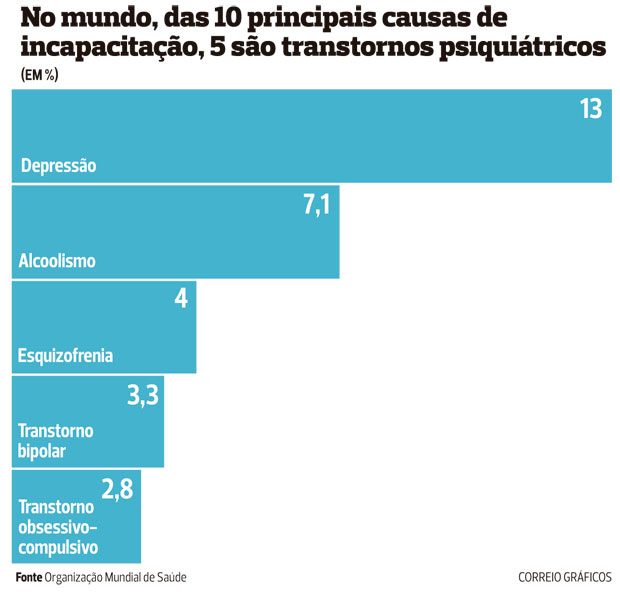 No mundo, das 10 principais causas de
incapacitação, 5 são transtornos psiquiátricos
(EM %)
13
Depressão
7,1
Alcoolismo
4
Esquizofrenia
3,3
Transtorno
bipolar
2,8
Transtorno
obsessivo-
compulsivo
Fonte Organização Mundial de Saúde
CORREIO GRÁFICOS